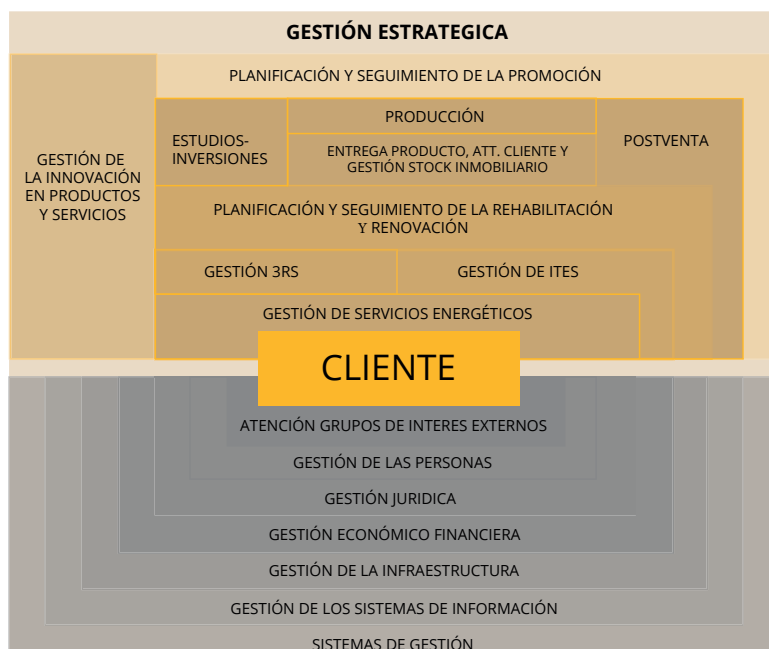 GESTIÓN ESTRATEGICA
PLANIFICACIÓN Y SEGUIMIENTO DE LA PROMOCIÓN
GESTIÓN DE
LA INNOVACIÓN
EN PRODUCTOS
Y SERVICIOS
ESTUDIOS-
INVERSIONES
PRODUCCIÓN
ENTREGA PRODUCTO, ATT. CLIENTE Y
GESTIÓN STOCK INMOBILIARIO
POSTVENTA
PLANIFICACIÓN Y SEGUIMIENTO DE LA REHABILITACIÓN
Y RENOVACIÓN
GESTIÓN 3RS
GESTIÓN DE ITES
GESTIÓN DE SERVICIOS ENERGÉTICOS
CLIENTE
ATENCIÓN GRUPOS DE INTERES EXTERNOS
GESTIÓN DE LAS PERSONAS
GESTIÓN JURIDICA
GESTIÓN ECONÓMICO FINANCIERA
GESTIÓN DE LA INFRAESTRUCTURA
GESTIÓN DE LOS SISTEMAS DE INFORMACIÓN
SISTEMAS DE GESTIÓN